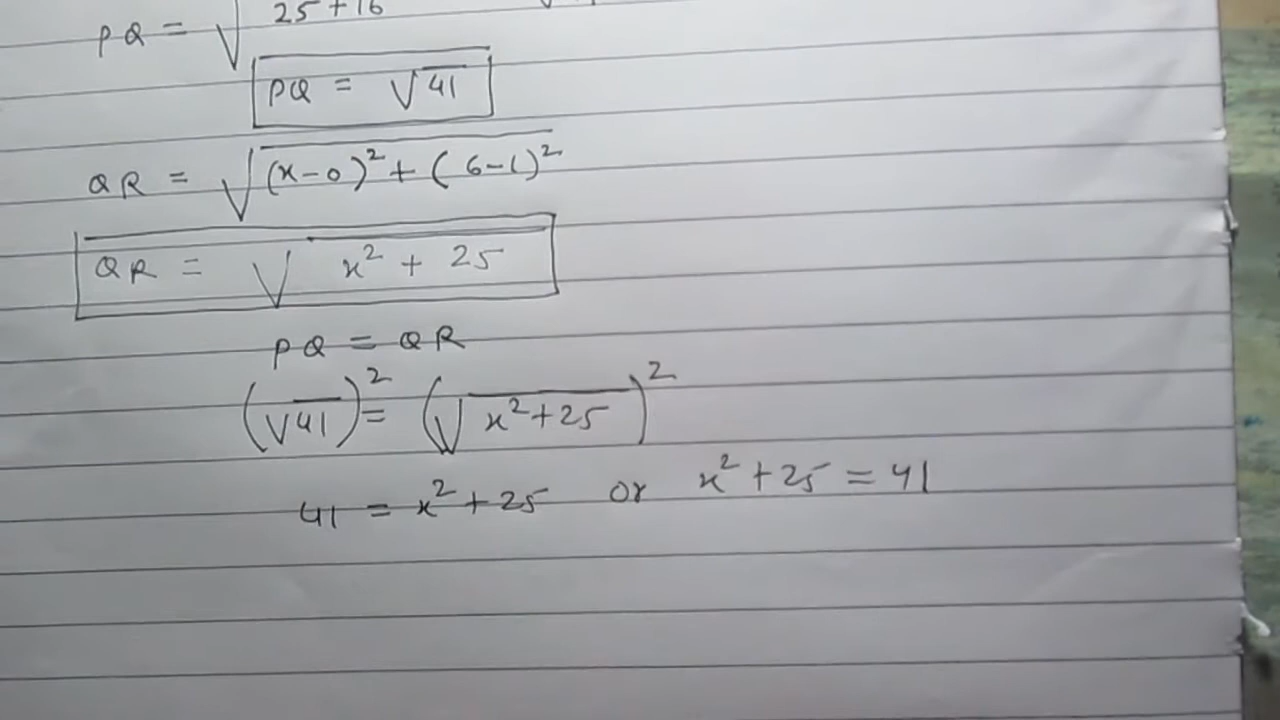 PQ = √25+16
PQ = √41
QR = √(x-0)² + (6-1)²
QR = √x² + 25
PQ = QR
(√41)² = (√x²+25)²
41 = x² + 25 or x² + 25 = 41